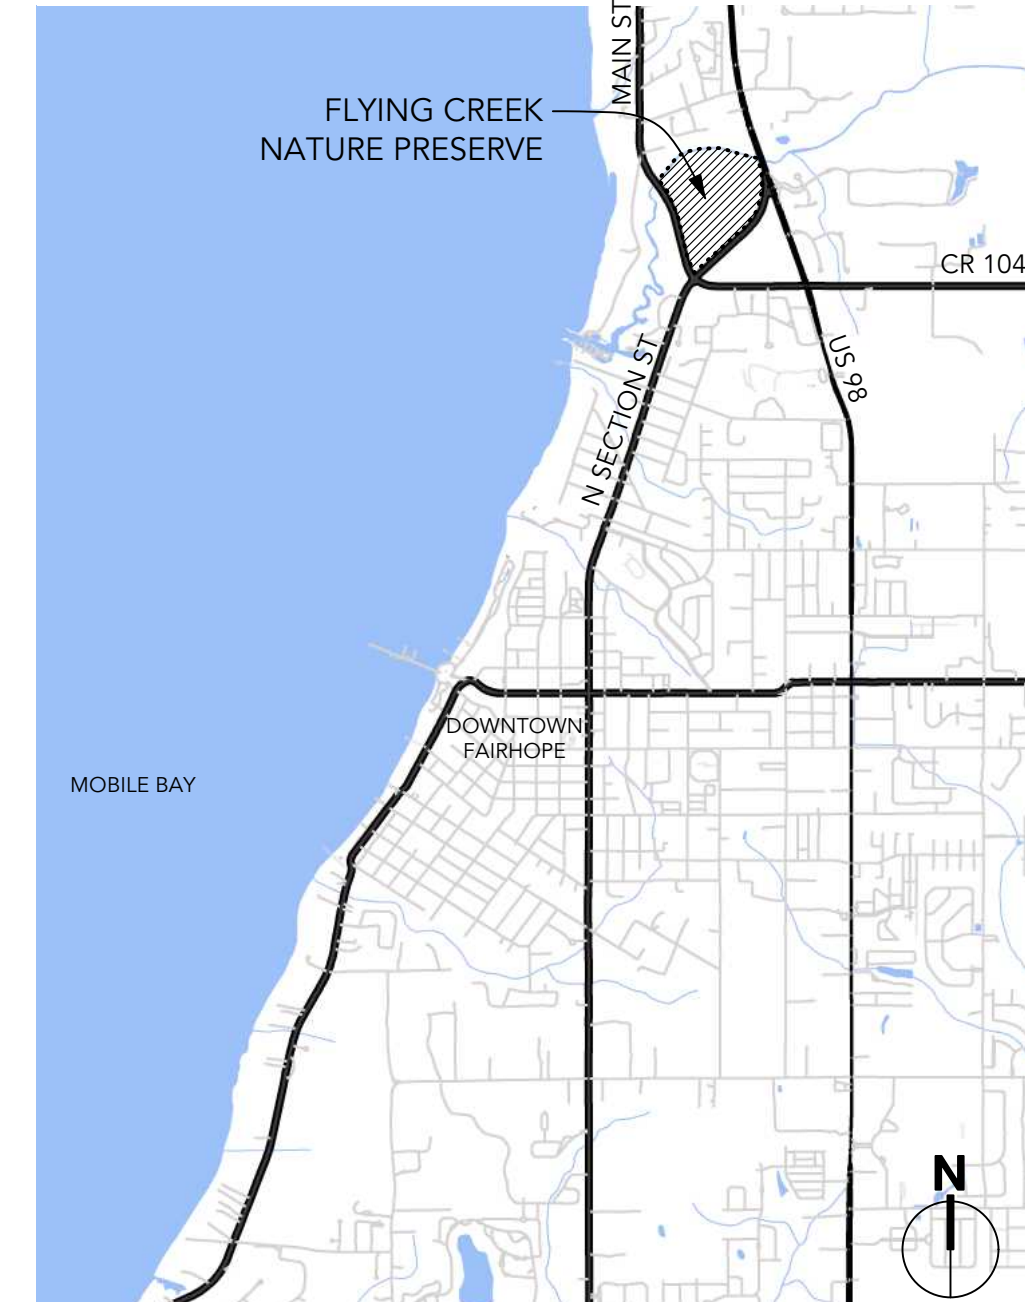 MAIN ST
FLYING CREEK
NATURE PRESERVE
CR 104
US 98
N SECTION ST
DOWNTOWN
FAIRHOPE
MOBILE BAY
N